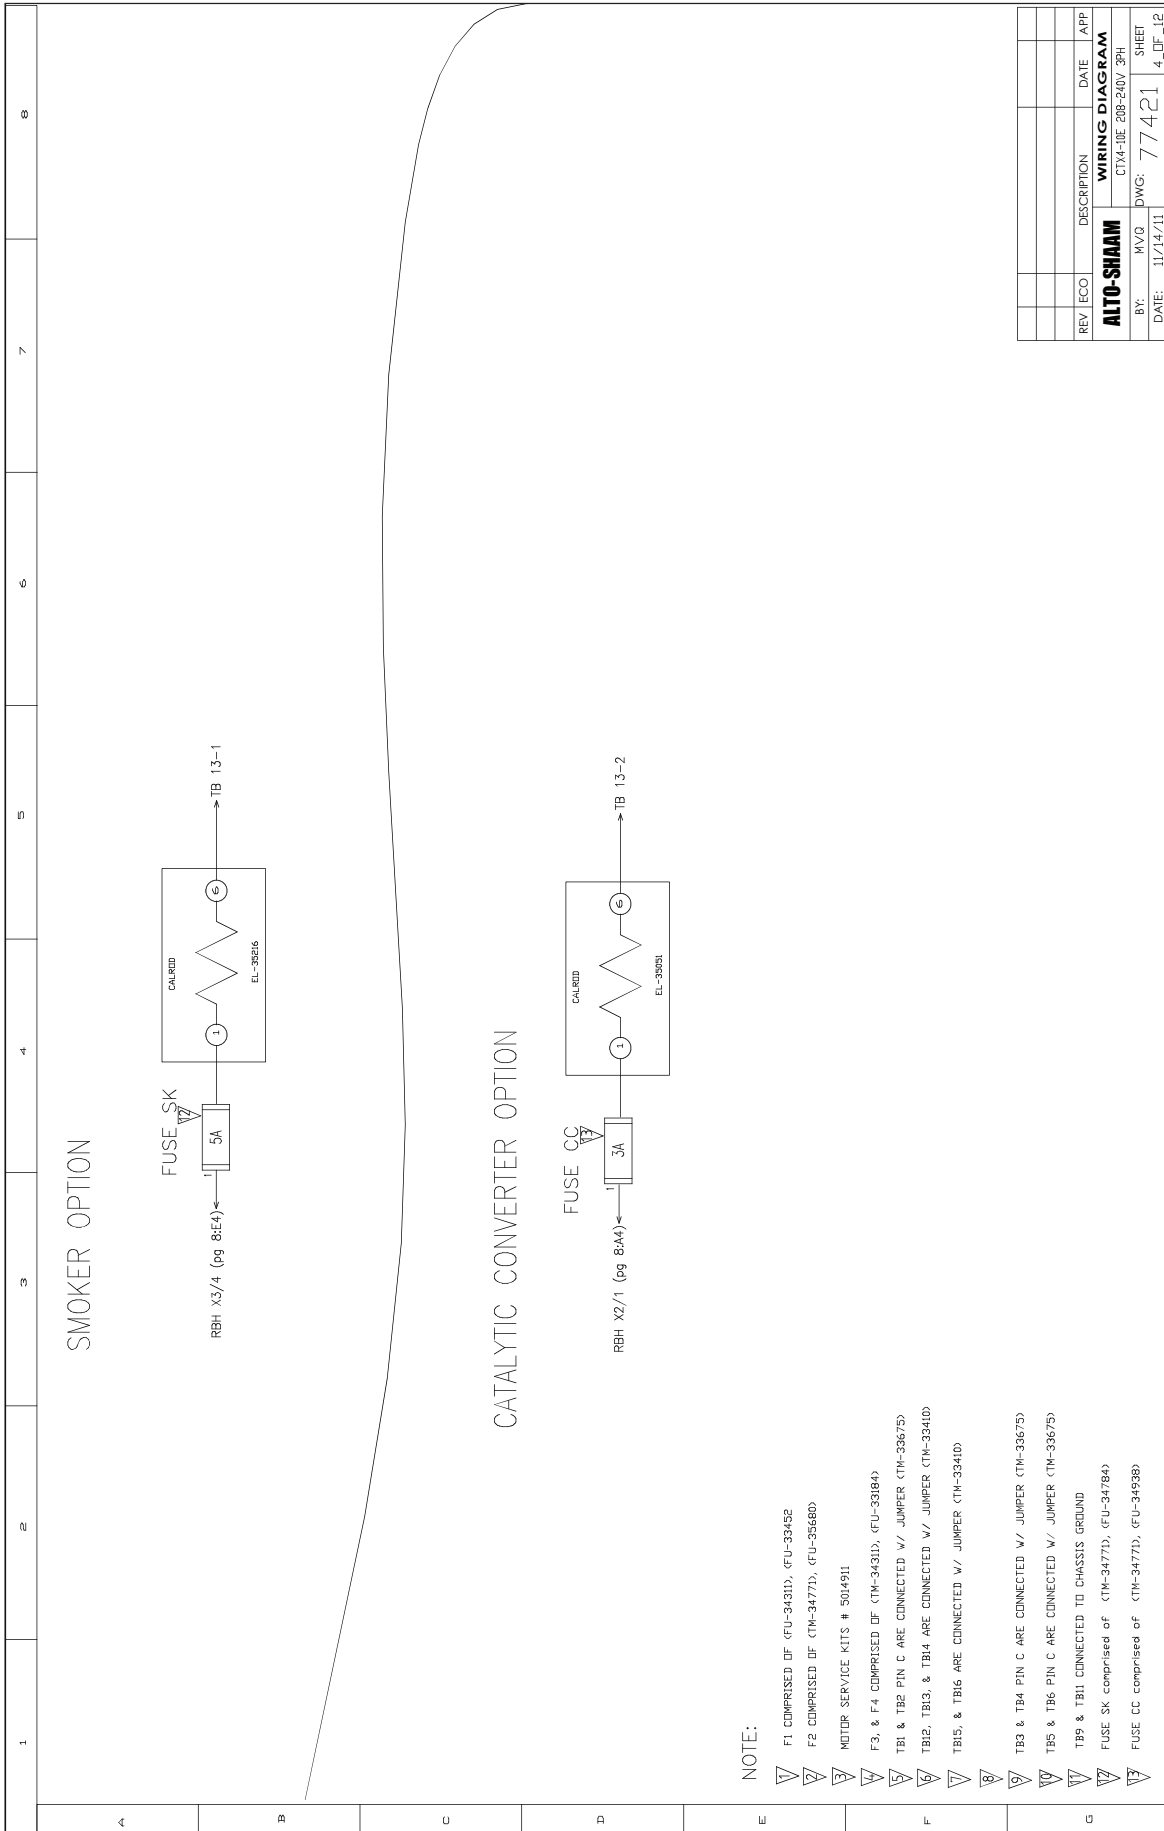 1 2 3 4 5 6 7 8
A
B
C
D
E
F
G
SMOKER OPTION
FUSE SK
12
RBH X3/4 (pg 8:E4)
1
5A
CALROD
1
6
EL-35216
TB 13-1
CATALYTIC CONVERTER OPTION
FUSE CC
13
RBH X2/1 (pg 8:A4)
1
3A
CALROD
1
6
EL-35051
TB 13-2
NOTE:
1 F1 COMPRISED OF (FU-34311), (FU-33452
2 F2 COMPRISED OF (TM-34771), (FU-35680)
3 MOTOR SERVICE KITS # 5014911
4 F3, & F4 COMPRISED OF (TM-34311), (FU-33184)
5 TB1 & TB2 PIN C ARE CONNECTED W/ JUMPER (TM-33675)
6 TB12, TB13, & TB14 ARE CONNECTED W/ JUMPER (TM-33410)
7 TB15, & TB16 ARE CONNECTED W/ JUMPER (TM-33410)
8
9 TB3 & TB4 PIN C ARE CONNECTED W/ JUMPER (TM-33675)
10 TB5 & TB6 PIN C ARE CONNECTED W/ JUMPER (TM-33675)
11 TB9 & TB11 CONNECTED TO CHASSIS GROUND
12 FUSE SK comprised of (TM-34771), (FU-34784)
13 FUSE CC comprised of (TM-34771), (FU-34938)
REV ECO DESCRIPTION DATE APP
ALTO-SHAAM
WIRING DIAGRAM
CTX4-10E 208-240V 3PH
BY: MVQ
DWG: 77421
SHEET
DATE: 11/14/11
4_OF_12